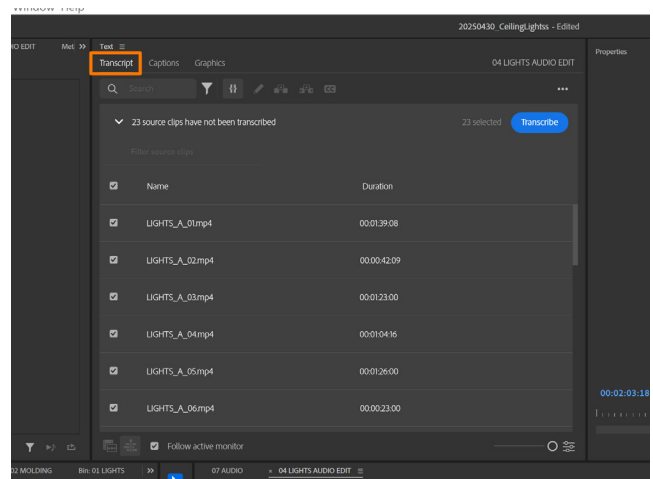 Window Help
20250430_CeilingLightss - Edited
IO EDIT Met Text Properties
Transcript Captions Graphics 04 LIGHTS AUDIO EDIT
Search
23 source clips have not been transcribed 23 selected Transcribe
Filter source clips
Name Duration
LIGHTS_A_01.mp4 00:01:39:08
LIGHTS_A_02.mp4 00:00:42:09
LIGHTS_A_03.mp4 00:01:23:00
LIGHTS_A_04.mp4 00:01:04:16
LIGHTS_A_05.mp4 00:01:26:00
LIGHTS_A_06.mp4 00:00:23:00
00:02:03:18
Follow active monitor
02 MOLDING Bin: 01 LIGHTS 07 AUDIO × 04 LIGHTS AUDIO EDIT